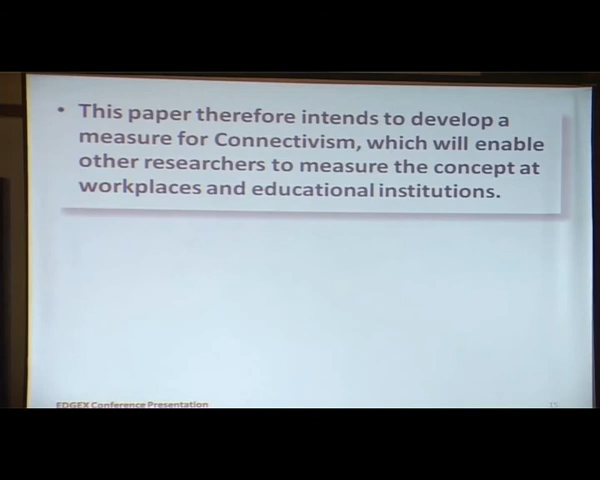 • This paper therefore intends to develop a
measure for Connectivism, which will enable
other researchers to measure the concept at
workplaces and educational institutions.
EDGEX Conference Presentation